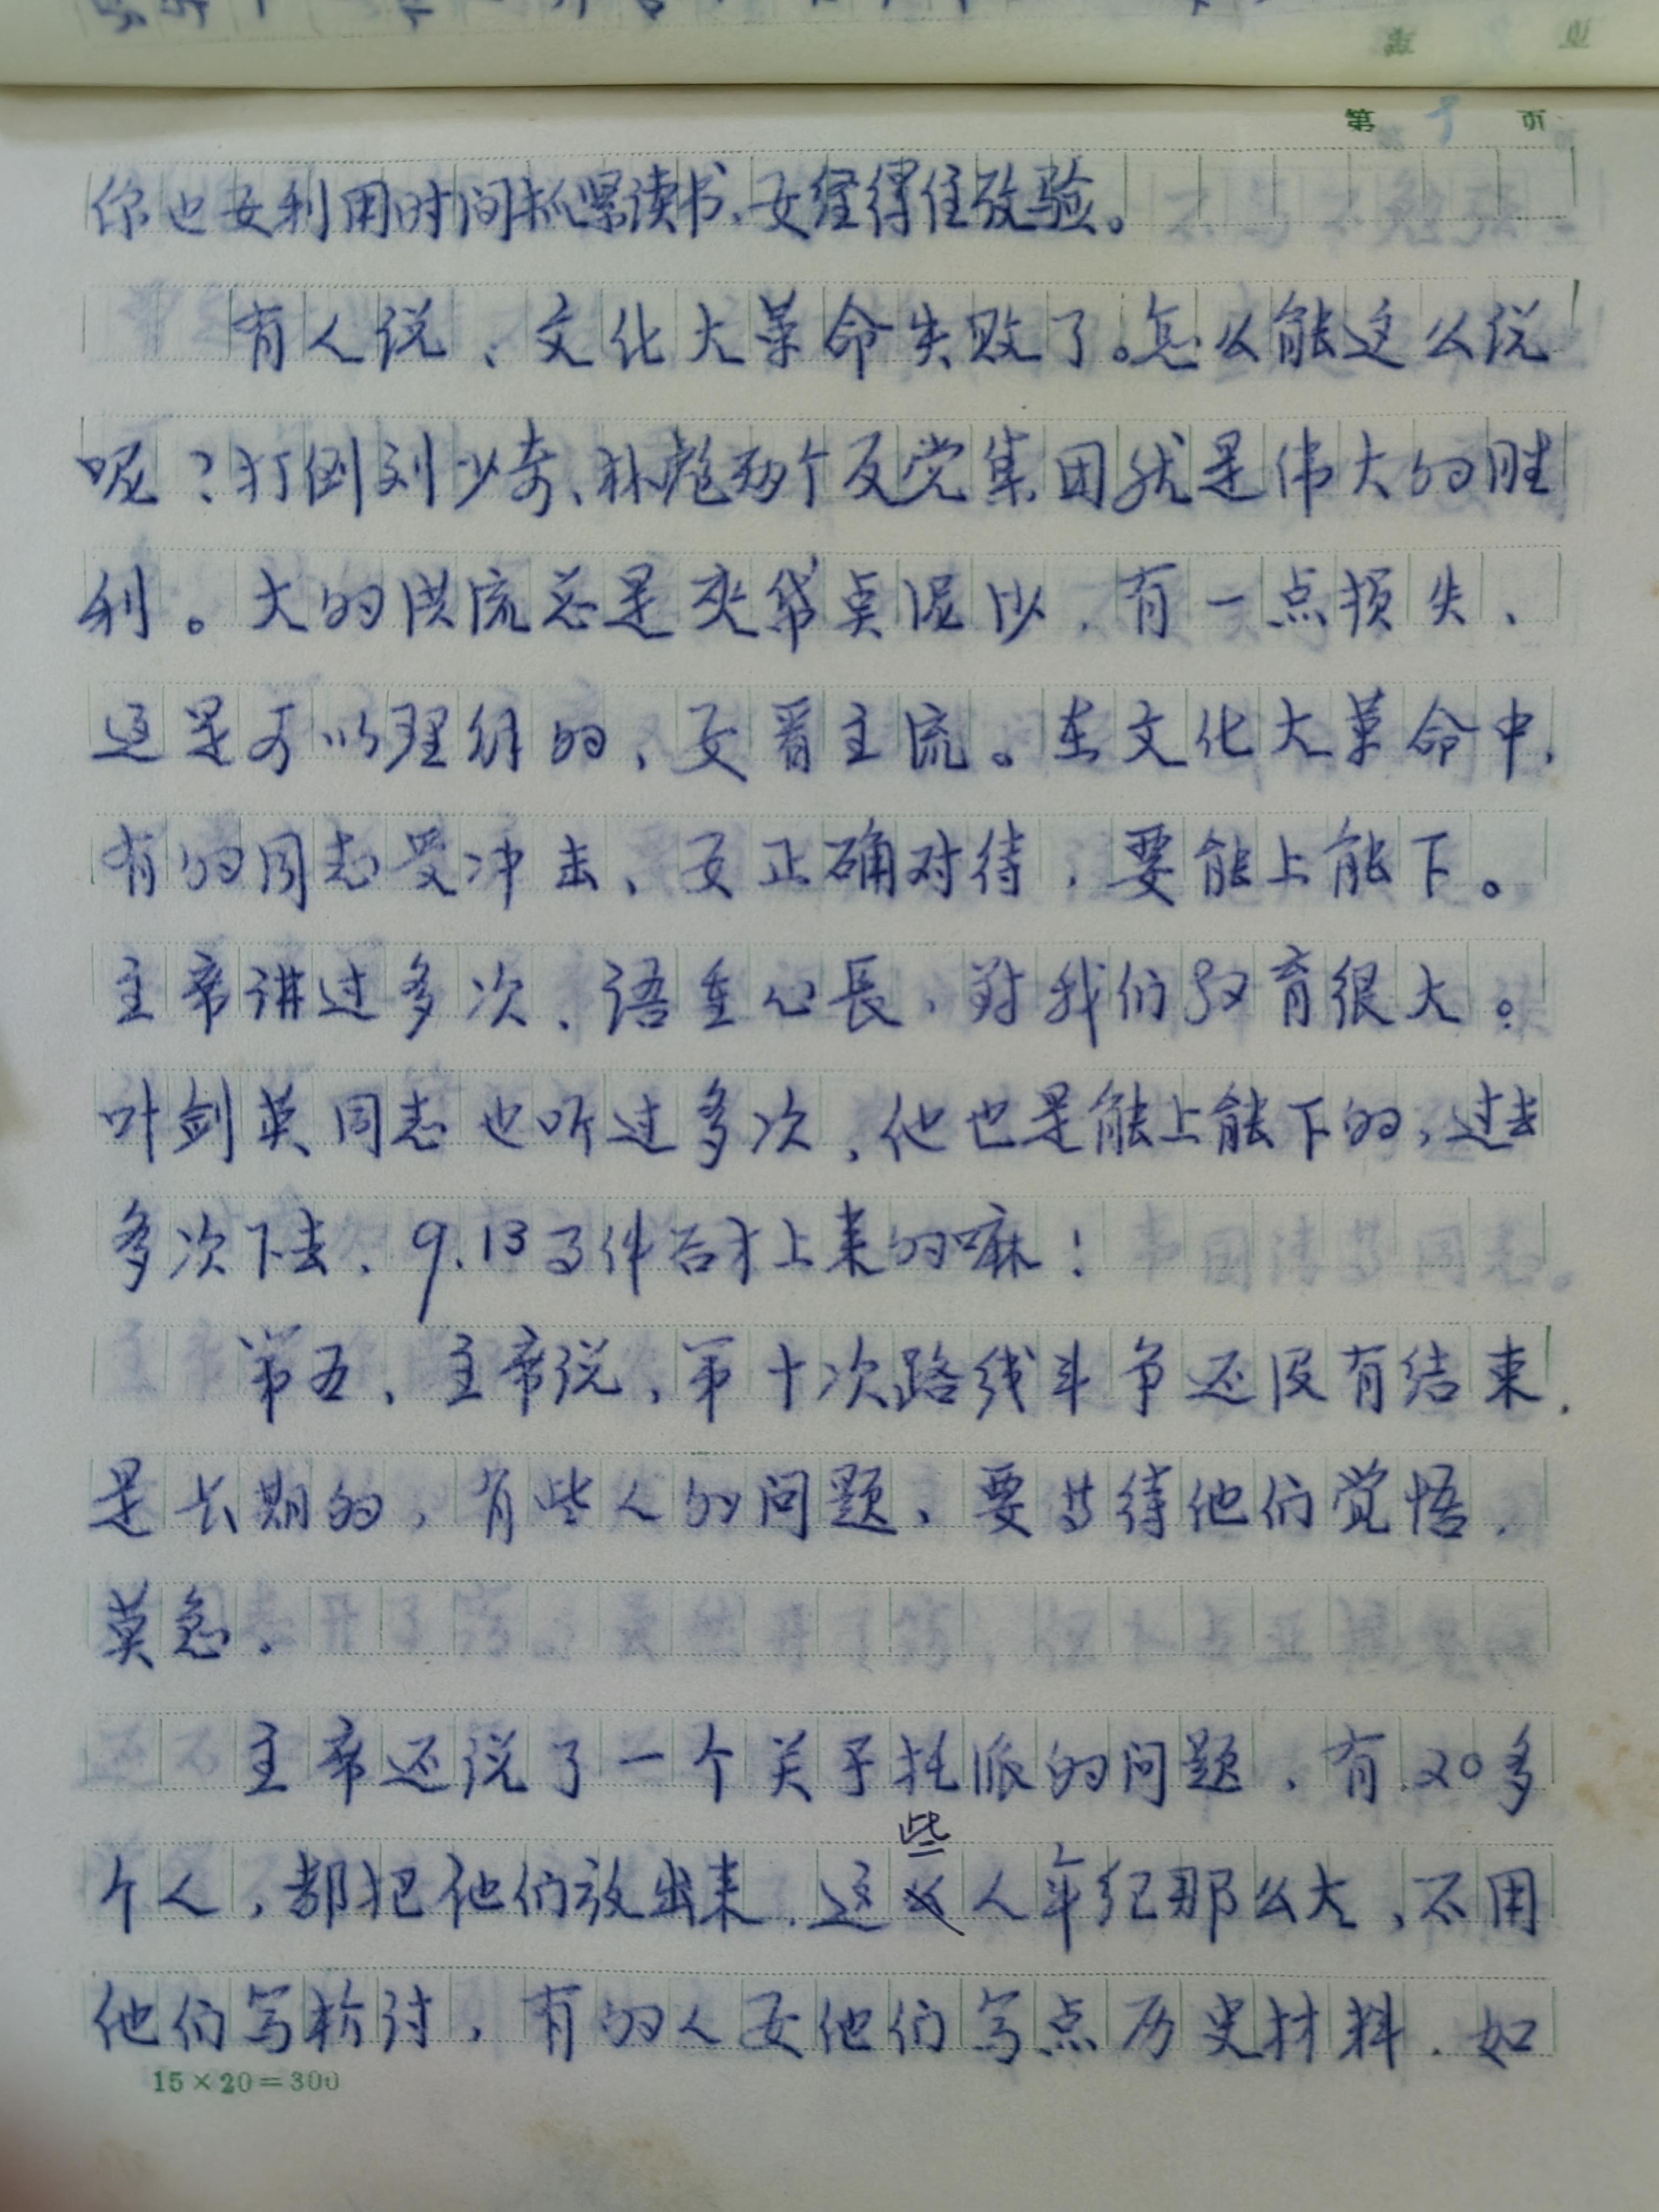 第 页
你也要利用时间抓紧读书、要经得住考验。
有人说、文化大革命失败了。怎么能这么说
呢？打倒刘少奇、林彪两个反党集团就是伟大的胜
利。大的洪流总是夹带臭泥沙，有一点损失、
这是可以理解的、要看主流。在文化大革命中，
有的同志受冲击、要正确对待，要能上能下。
主席讲过多次、语重心長，对我们教育很大。
叶剑英同志也听过多次，他也是能上能下的，过去
多次下去，9.13事件后才上来的嘛！
第五、主席说，第十次路线斗争还没有结束，
是长期的，有些人的问题、要等待他们觉悟，
莫急。
主席还说了一个关于托派的问题，有20多
个人，都把他们放出来，这些人年纪那么大，不用
他们写检讨，有的人要他们写点历史材料，如
15×20=300